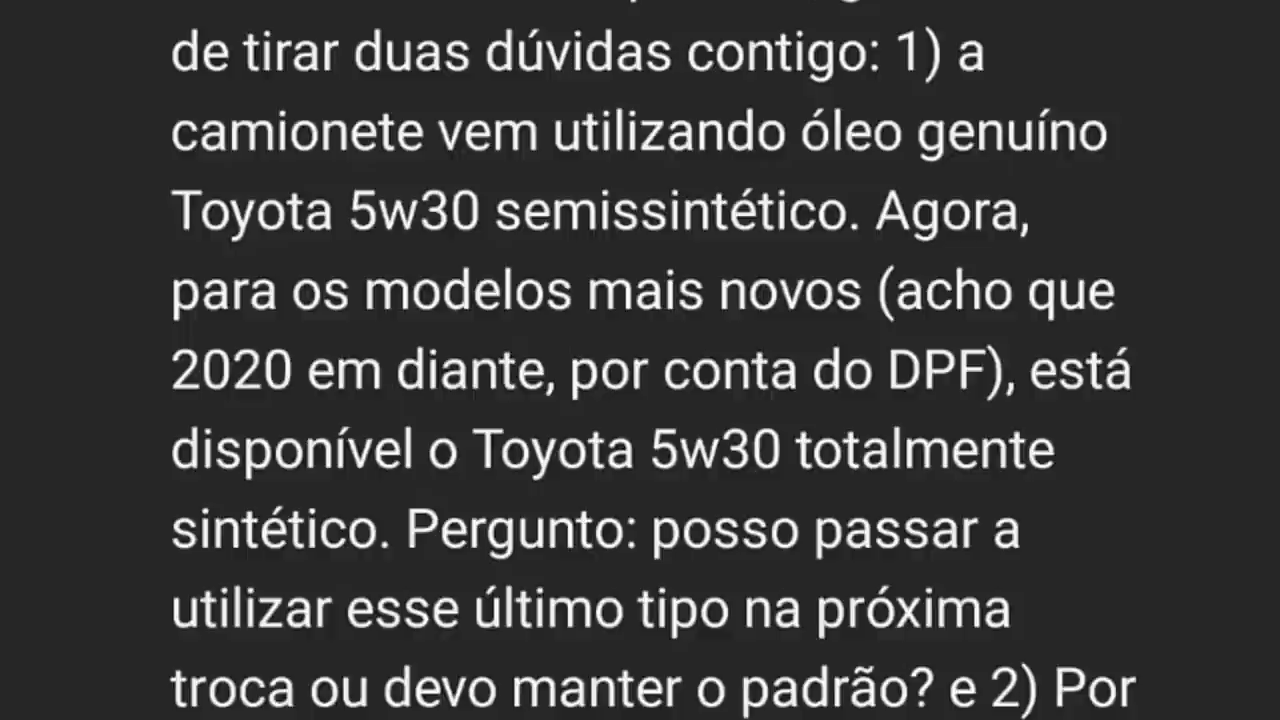 de tirar duas dúvidas contigo: 1) a
camionete vem utilizando óleo genuíno
Toyota 5w30 semissintético. Agora,
para os modelos mais novos (acho que
2020 em diante, por conta do DPF), está
disponível o Toyota 5w30 totalmente
sintético. Pergunto: posso passar a
utilizar esse último tipo na próxima
troca ou devo manter o padrão? e 2) Por